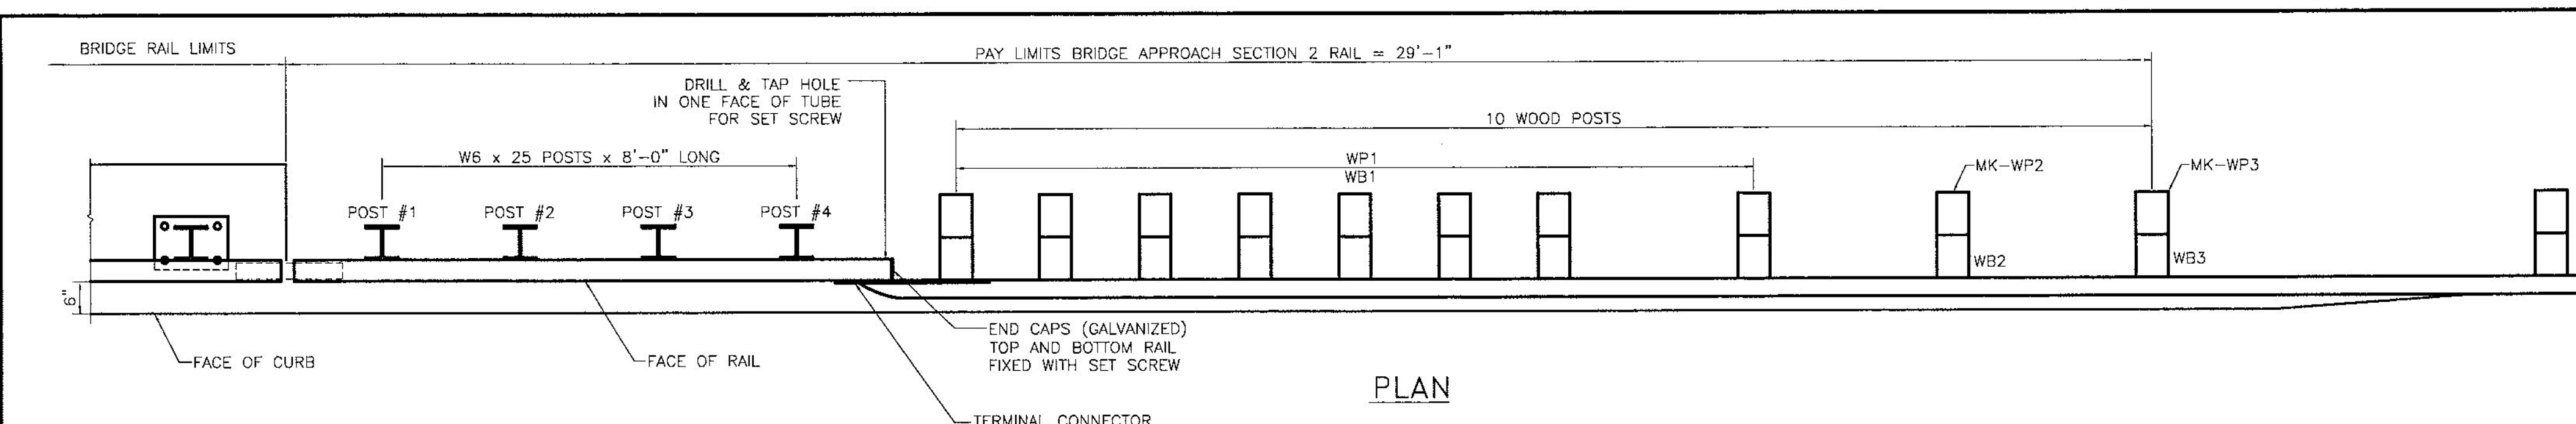 BRIDGE RAIL LIMITS
PAY LIMITS BRIDGE APPROACH SECTION 2 RAIL = 29'-1"
DRILL & TAP HOLE
IN ONE FACE OF TUBE
FOR SET SCREW
10 WOOD POSTS
W6 x 25 POSTS x 8'-0" LONG
WP1
WB1
MK-WP2
MK-WP3
POST #1
POST #2
POST #3
POST #4
WB2
WB3
6"
END CAPS (GALVANIZED)
TOP AND BOTTOM RAIL
FIXED WITH SET SCREW
FACE OF CURB
FACE OF RAIL
PLAN
TERMINAL CONNECTOR